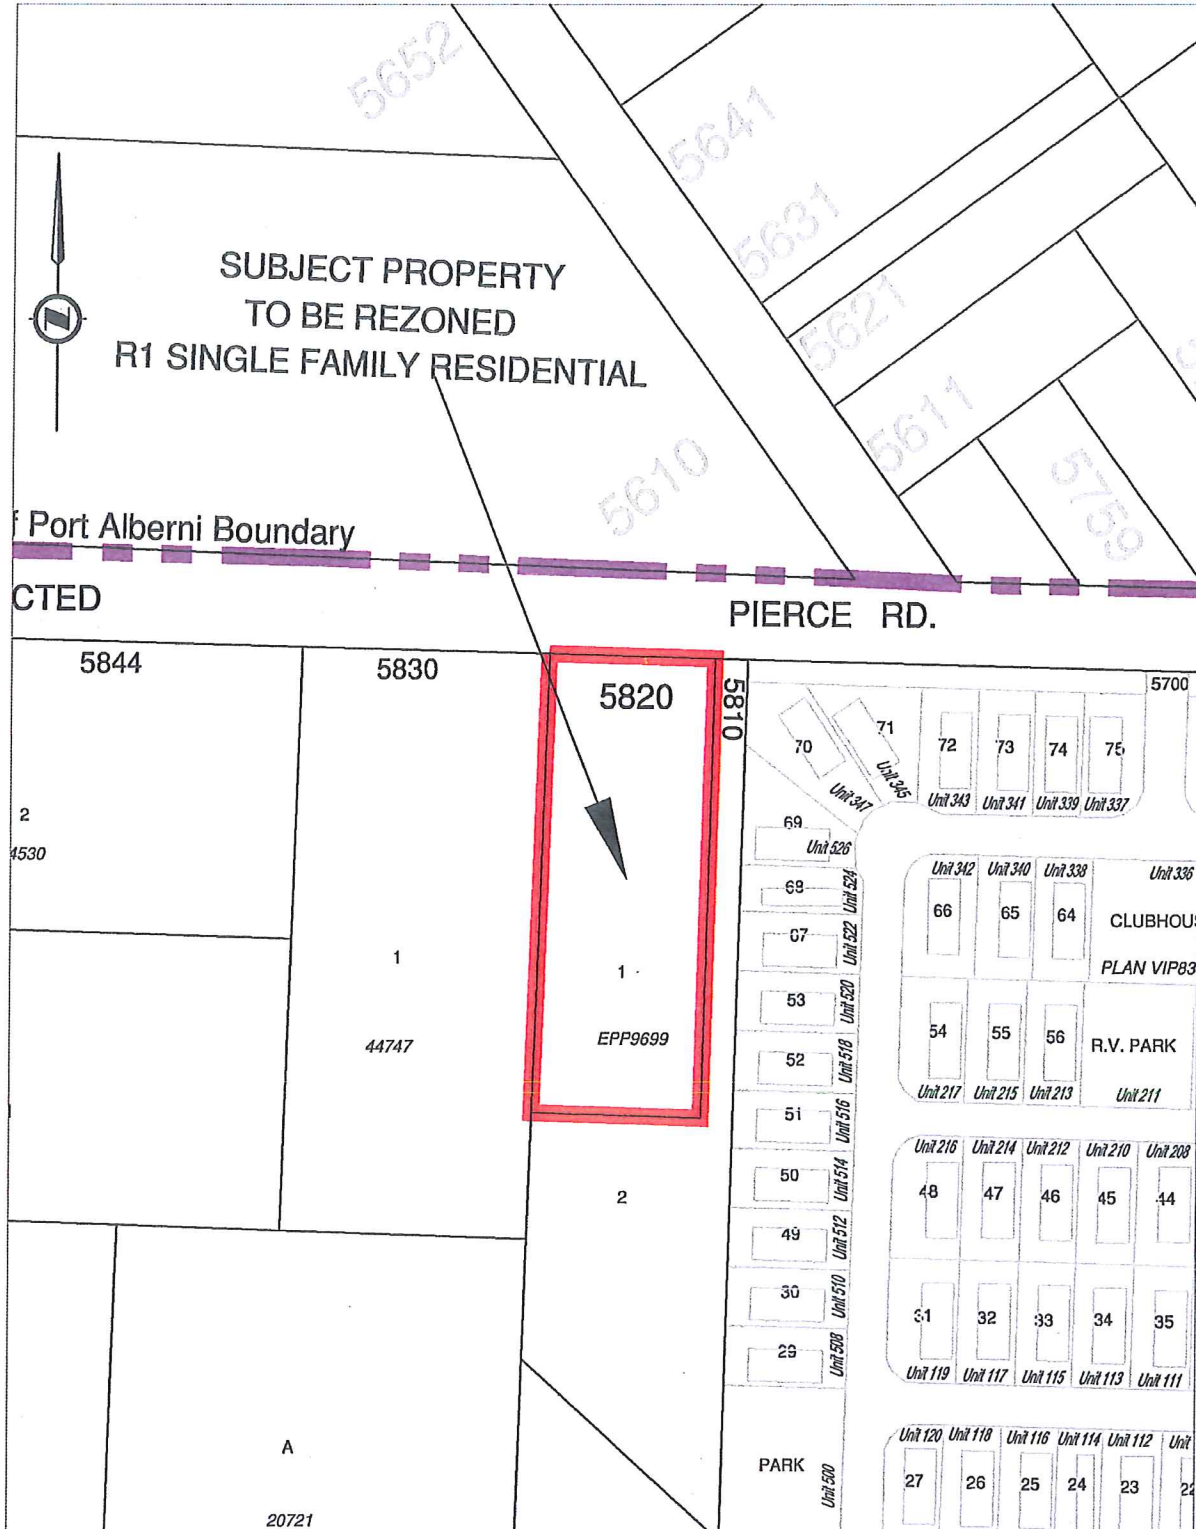 5652
5641
5631
5621
5611
5610
5759
SUBJECT PROPERTY
TO BE REZONED
R1 SINGLE FAMILY RESIDENTIAL
N
Port Alberni Boundary
CTED
PIERCE RD.
5844
5830
5820
5810
5700
2
4530
1
44747
1
EPP9699
2
A
20721
70
71
72
73
74
75
Unit 347
Unit 345
Unit 343
Unit 341
Unit 339
Unit 337
69
Unit 526
68
Unit 524
67
Unit 522
53
Unit 520
52
Unit 518
51
Unit 516
50
Unit 514
49
Unit 512
30
Unit 510
29
Unit 508
PARK
Unit 500
Unit 342
Unit 340
Unit 338
Unit 336
66
65
64
CLUBHOUS
PLAN VIP83
54
55
56
R.V. PARK
Unit 217
Unit 215
Unit 213
Unit 211
Unit 216
Unit 214
Unit 212
Unit 210
Unit 208
48
47
46
45
44
31
32
33
34
35
Unit 119
Unit 117
Unit 115
Unit 113
Unit 111
Unit 120
Unit 118
Unit 116
Unit 114
Unit 112
Unit
27
26
25
24
23
22